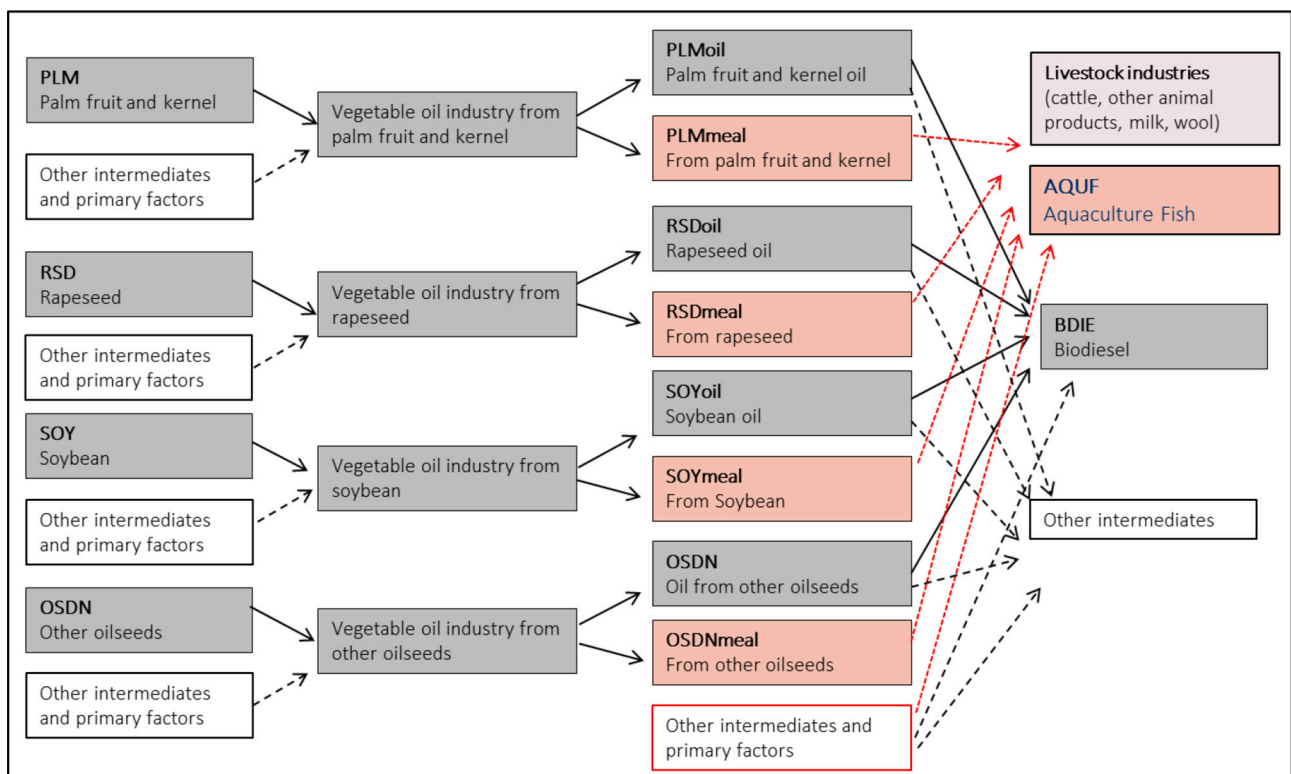 PLM
Palm fruit and kernel
Other intermediates
and primary factors
RSD
Rapeseed
Other intermediates
and primary factors
SOY
Soybean
Other intermediates
and primary factors
OSDN
Other oilseeds
Other intermediates
and primary factors
Vegetable oil industry from
palm fruit and kernel
Vegetable oil industry from
rapeseed
Vegetable oil industry from
soybean
Vegetable oil industry from
other oilseeds
PLMoil
Palm fruit and kernel oil
PLMmeal
From palm fruit and kernel
RSDoil
Rapeseed oil
RSDmeal
From rapeseed
SOYoil
Soybean oil
SOYmeal
From Soybean
OSDN
Oil from other oilseeds
OSDNmeal
From other oilseeds
Other intermediates and
primary factors
Livestock industries
(cattle, other animal
products, milk, wool)
AQUF
Aquaculture Fish
BDIE
Biodiesel
Other intermediates